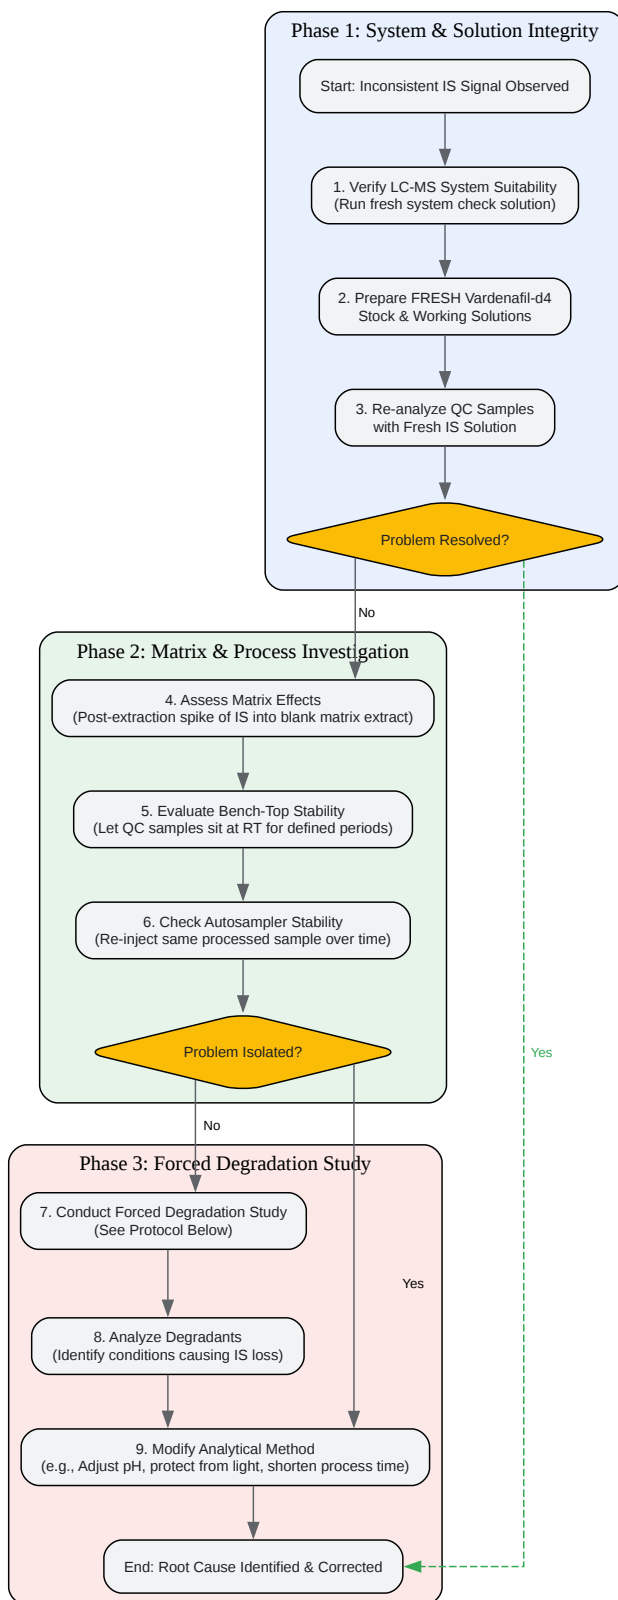 Phase 1: System & Solution Integrity
Start: Inconsistent IS Signal Observed
1. Verify LC-MS System Suitability
(Run fresh system check solution)
2. Prepare FRESH Vardenafil-d4
Stock & Working Solutions
3. Re-analyze QC Samples
with Fresh IS Solution
Problem Resolved?
No
Phase 2: Matrix & Process Investigation
4. Assess Matrix Effects
(Post-extraction spike of IS into blank matrix extract)
5. Evaluate Bench-Top Stability
(Let QC samples sit at RT for defined periods)
6. Check Autosampler Stability
(Re-inject same processed sample over time)
Problem Isolated?
Yes
No
Phase 3: Forced Degradation Study
7. Conduct Forced Degradation Study
(See Protocol Below)
Yes
8. Analyze Degradants
(Identify conditions causing IS loss)
9. Modify Analytical Method
(e.g., Adjust pH, protect from light, shorten process time)
End: Root Cause Identified & Corrected